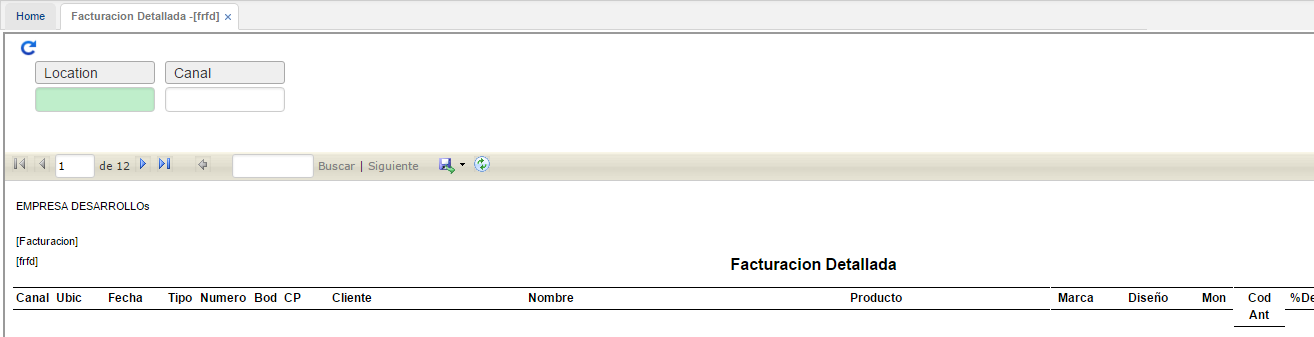 Home Facturacion Detallada -[frfd] ×
Location Canal
1 de 12 Buscar | Siguiente
EMPRESA DESARROLLOs
[Facturacion]
[frfd]
Facturacion Detallada
Canal Ubic Fecha Tipo Numero Bod CP Cliente Nombre Producto Marca Diseño Mon Cod %De
Ant